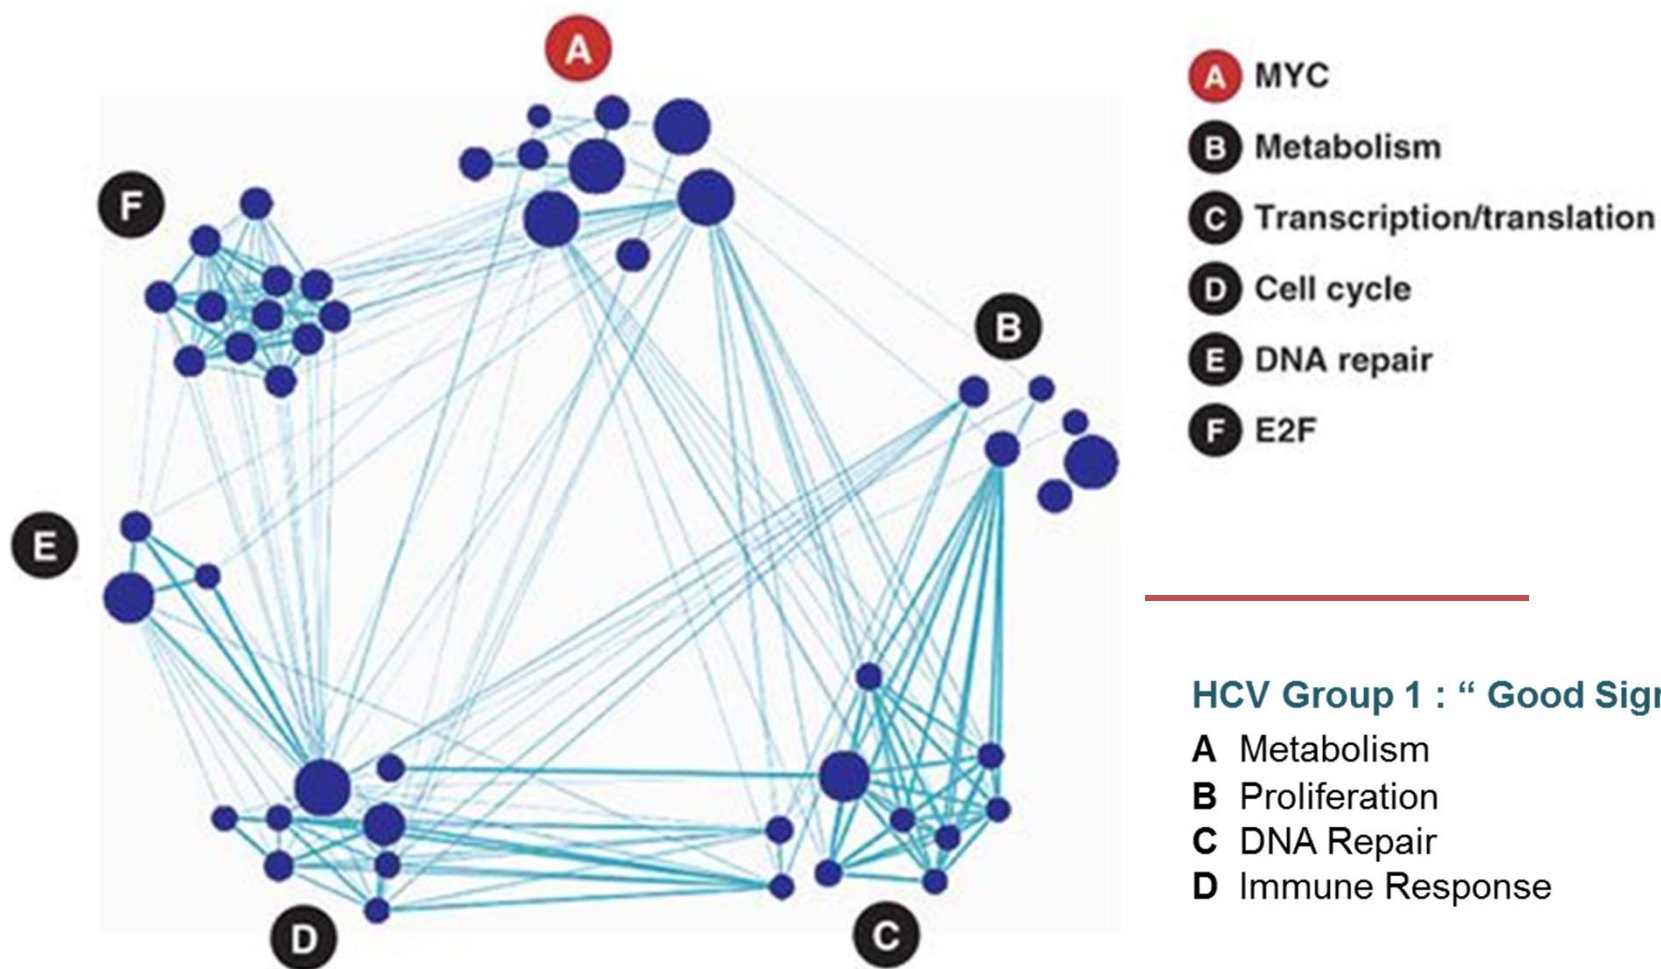 A
F
B
E
D
C
A MYC
B Metabolism
C Transcription/translation
D Cell cycle
E DNA repair
F E2F
HCV Group 1 : “ Good
A Metabolism
B Proliferation
C DNA Repair
D Immune Response